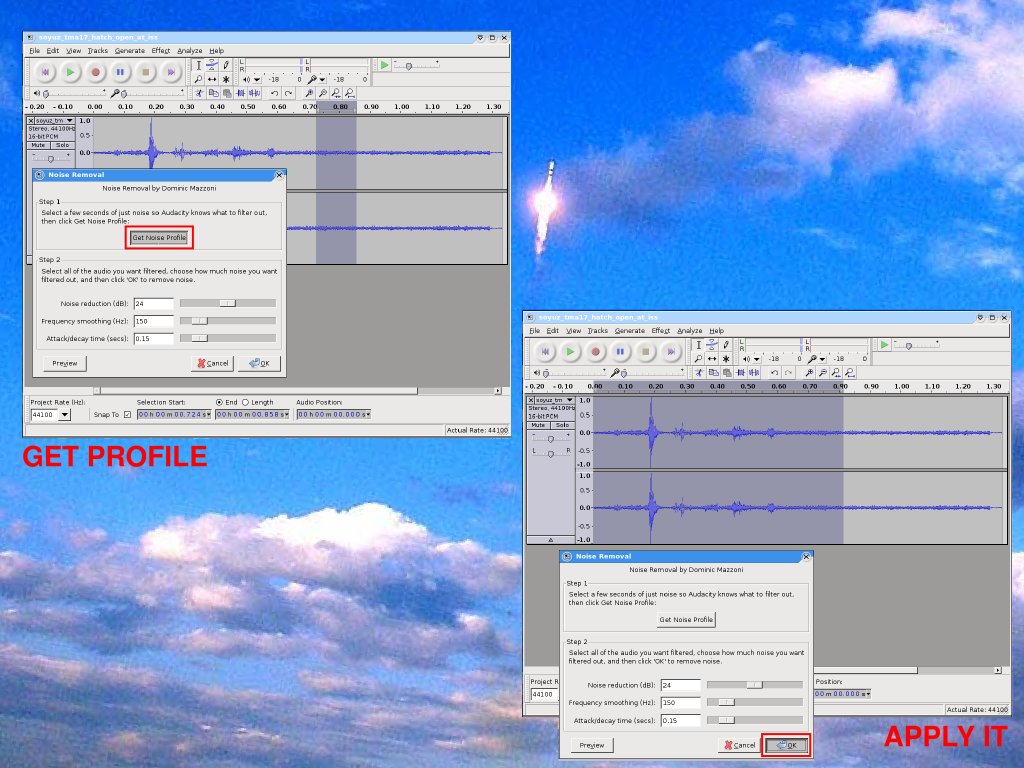 soyuz_tma17_hatch_open_at_iss
File Edit View Tracks Generate Effect Analyze Help
L
R
L
R
-18 0
-18 0
-0.20 -0.10 0.00 0.10 0.20 0.30 0.40 0.50 0.60 0.70 0.80 0.90 1.00 1.10 1.20 1.30
X soyuz_tm
Stereo, 44100Hz
16-bit PCM
Mute Solo
- +
1.0
0.5
0.0
Noise Removal
Noise Removal by Dominic Mazzoni
Step 1
Select a few seconds of just noise so Audacity knows what to filter out,
then click Get Noise Profile:
Get Noise Profile
Step 2
Select all of the audio you want filtered, choose how much noise you want
filtered out, and then click 'OK' to remove noise.
Noise reduction (dB): 24
Frequency smoothing (Hz): 150
Attack/decay time (secs): 0.15
Preview Cancel OK
Project Rate (Hz): Selection Start: End Length Audio Position:
44100 Snap To 00 h 00 m 00.724 s 00 h 00 m 00.858 s 00 h 00 m 00.000 s
Actual Rate: 44100
GET PROFILE
soyuz_tma17_hatch_open_at_iss
File Edit View Tracks Generate Effect Analyze Help
L
R
L
R
-18 0
-18 0
-0.20 -0.10 0.00 0.10 0.20 0.30 0.40 0.50 0.60 0.70 0.80 0.90 1.00 1.10 1.20 1.30
X soyuz_tm
Stereo, 44100Hz
16-bit PCM
Mute Solo
- +
L R
1.0
0.5
0.0
-0.5
-1.0
1.0
0.5
0.0
-0.5
-1.0
Noise Removal
Noise Removal by Dominic Mazzoni
Step 1
Select a few seconds of just noise so Audacity knows what to filter out,
then click Get Noise Profile:
Get Noise Profile
Step 2
Select all of the audio you want filtered, choose how much noise you want
filtered out, and then click 'OK' to remove noise.
Noise reduction (dB): 24
Frequency smoothing (Hz): 150
Attack/decay time (secs): 0.15
Preview Cancel OK
Project R
44100
Position:
00 m 00.000 s
Actual Rate: 44100
APPLY IT